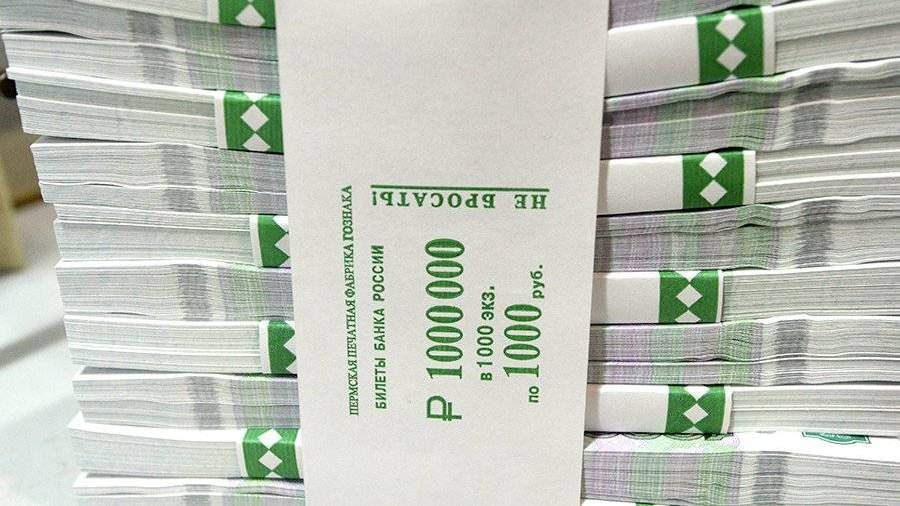 ПЕРМСКАЯ ПЕЧАТНАЯ ФАБРИКА ГОЗНАКА
БИЛЕТЫ БАНКА РОССИИ
НЕ БРОСАТЬ!
₽ 1000000
в 1000 экз.
по 1000 руб.